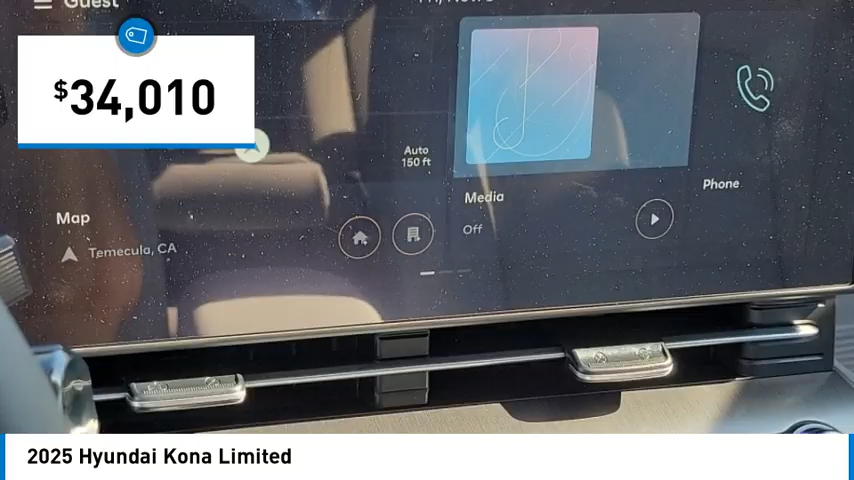 Guest
$34,010
Auto
150 ft
Map
Temecula, CA
Media
Off
Phone
2025 Hyundai Kona Limited